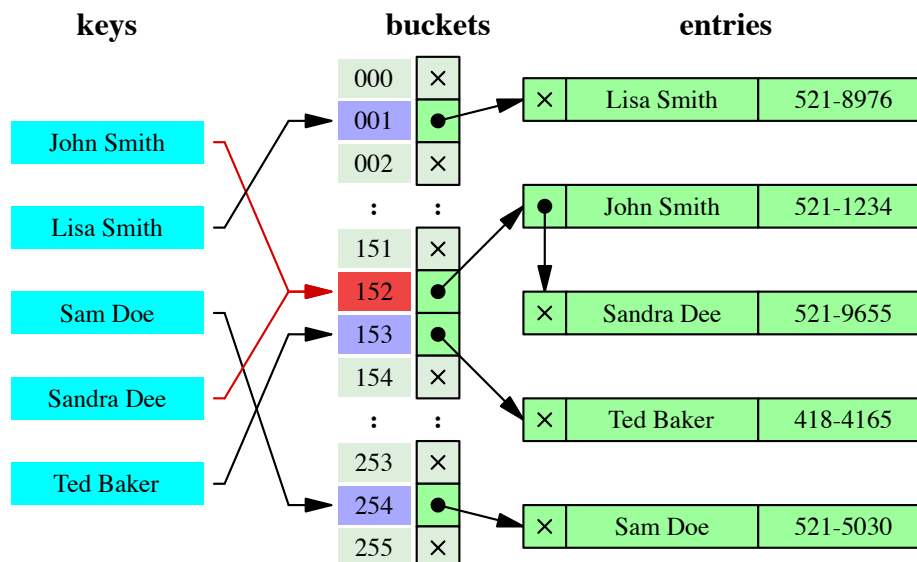 keys
buckets
entries
John Smith
Lisa Smith
Sam Doe
Sandra Dee
Ted Baker
000 ×
001
002 ×
: :
151 ×
152
153
154 ×
: :
253 ×
254
255 ×
× Lisa Smith 521-8976
John Smith 521-1234
× Sandra Dee 521-9655
× Ted Baker 418-4165
× Sam Doe 521-5030